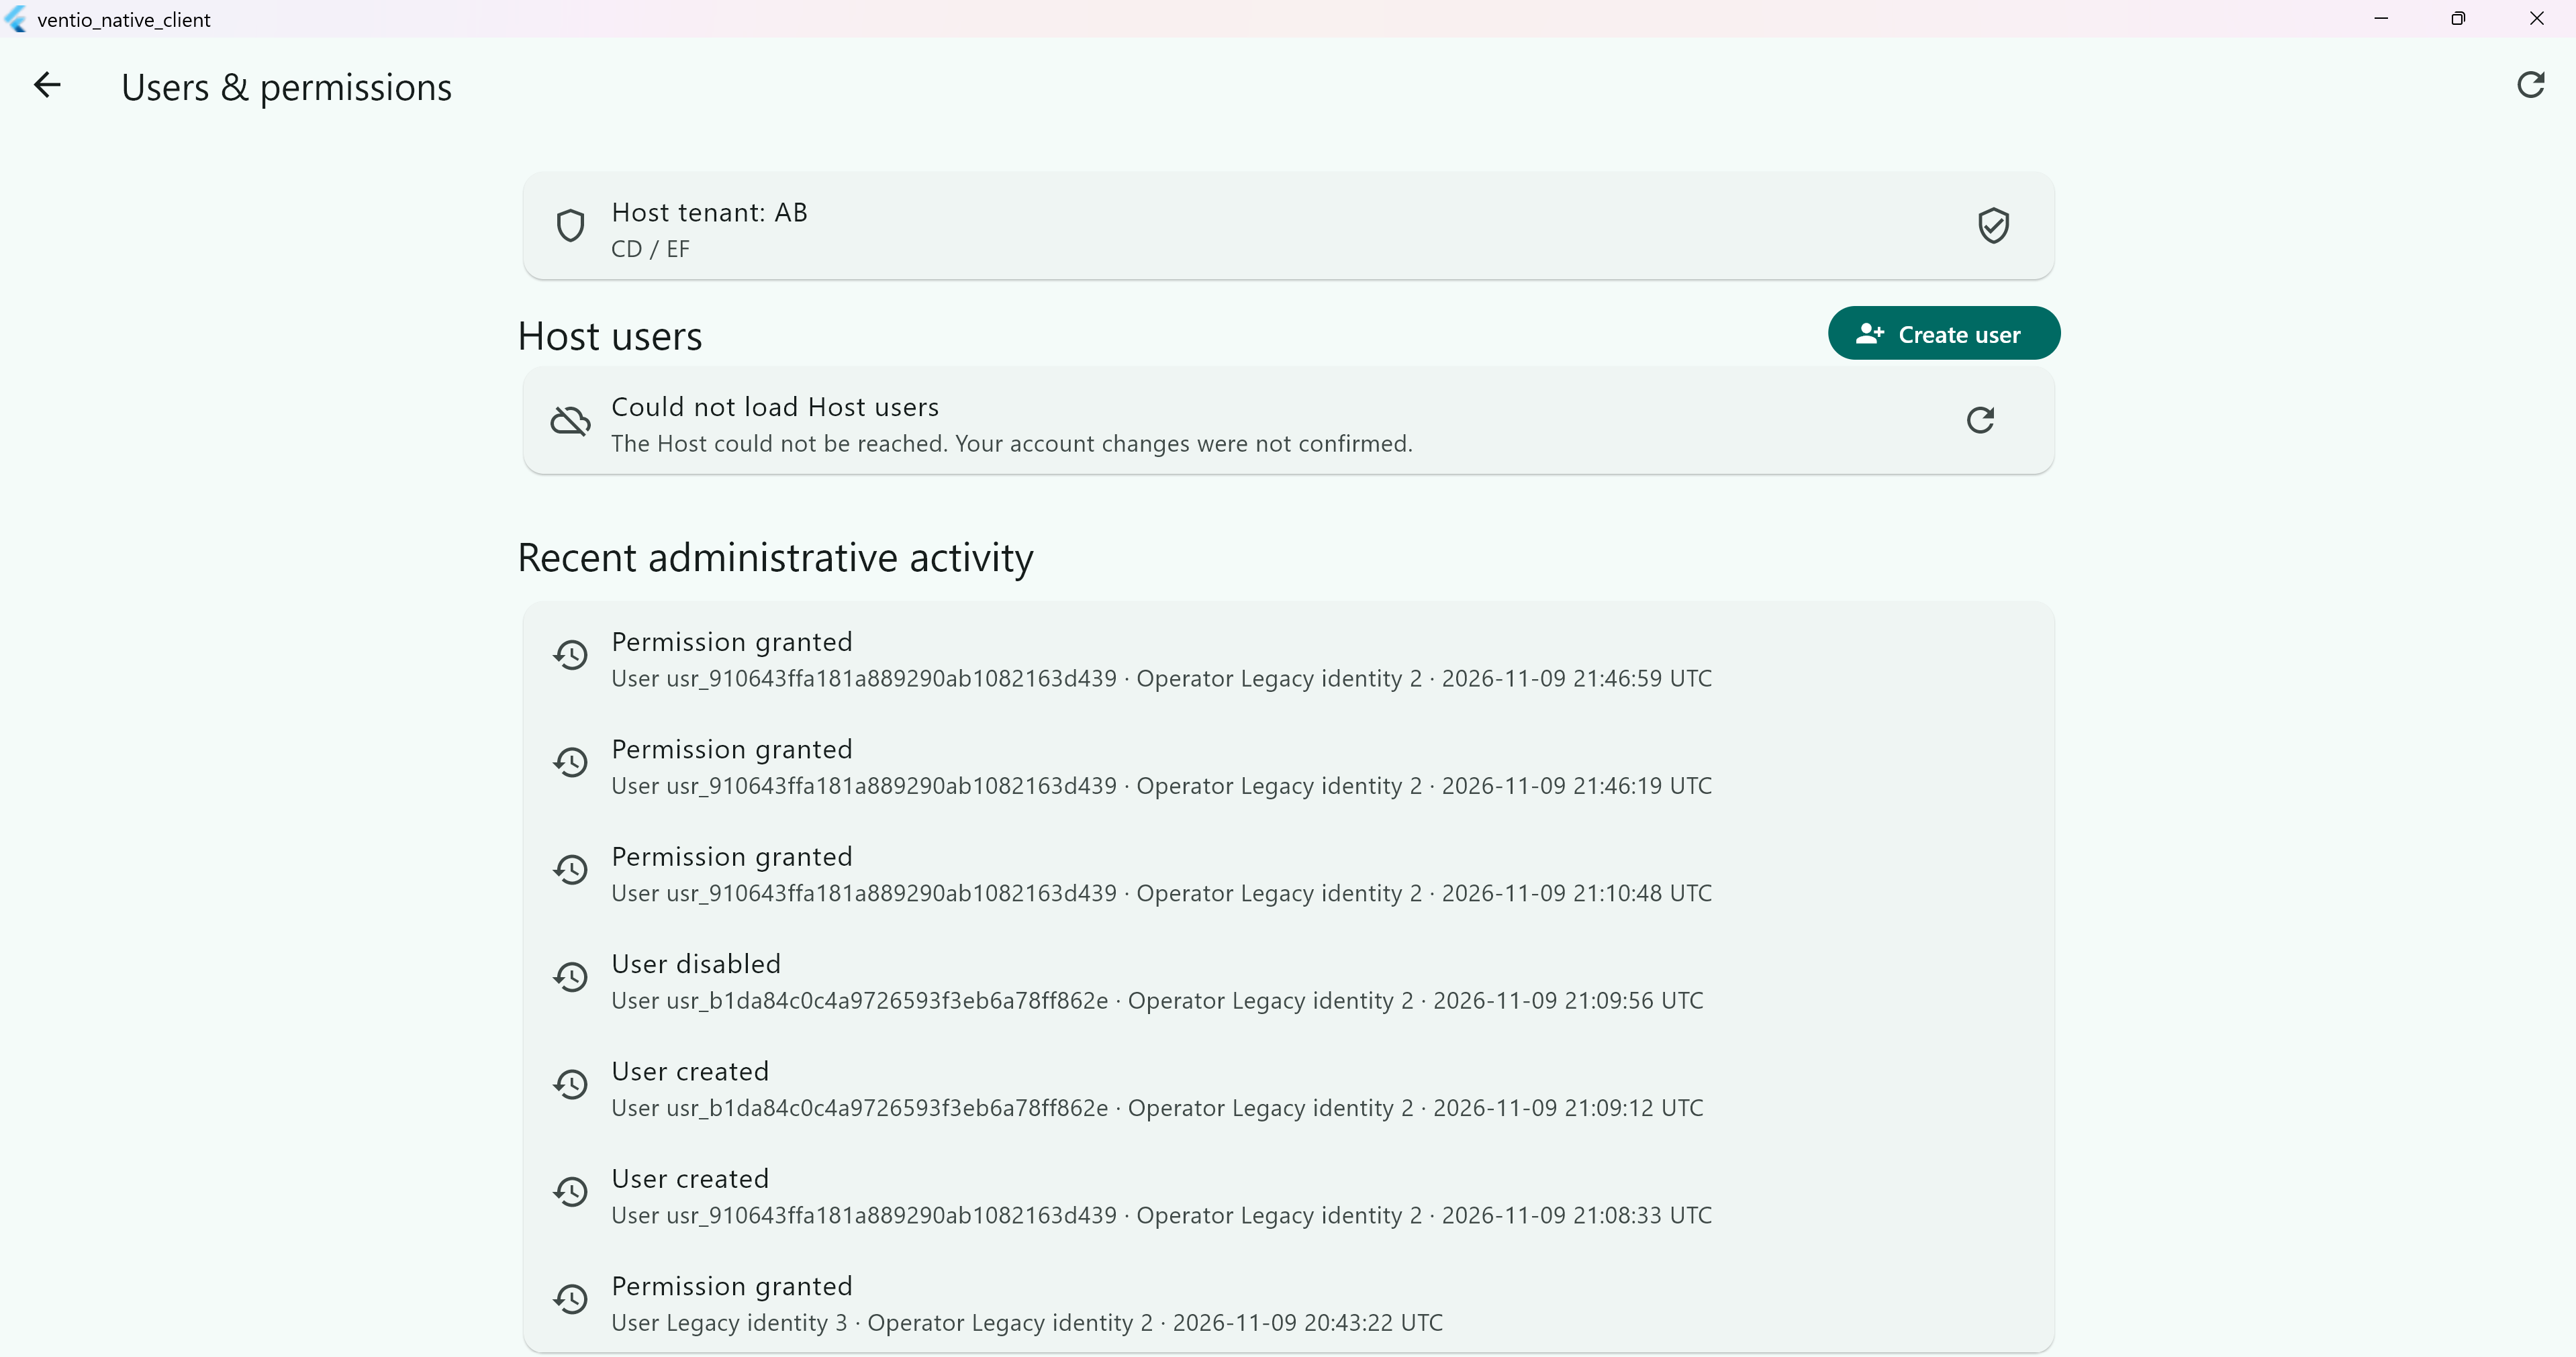 ventio_native_client
Users & permissions
Host tenant: AB
CD / EF
Host users
Create user
Could not load Host users
The Host could not be reached. Your account changes were not confirmed.
Recent administrative activity
Permission granted
User usr_910643ffa181a889290ab1082163d439 · Operator Legacy identity 2 · 2026-11-09 21:46:59 UTC
Permission granted
User usr_910643ffa181a889290ab1082163d439 · Operator Legacy identity 2 · 2026-11-09 21:46:19 UTC
Permission granted
User usr_910643ffa181a889290ab1082163d439 · Operator Legacy identity 2 · 2026-11-09 21:10:48 UTC
User disabled
User usr_b1da84c0c4a9726593f3eb6a78ff862e · Operator Legacy identity 2 · 2026-11-09 21:09:56 UTC
User created
User usr_b1da84c0c4a9726593f3eb6a78ff862e · Operator Legacy identity 2 · 2026-11-09 21:09:12 UTC
User created
User usr_910643ffa181a889290ab1082163d439 · Operator Legacy identity 2 · 2026-11-09 21:08:33 UTC
Permission granted
User Legacy identity 3 · Operator Legacy identity 2 · 2026-11-09 20:43:22 UTC